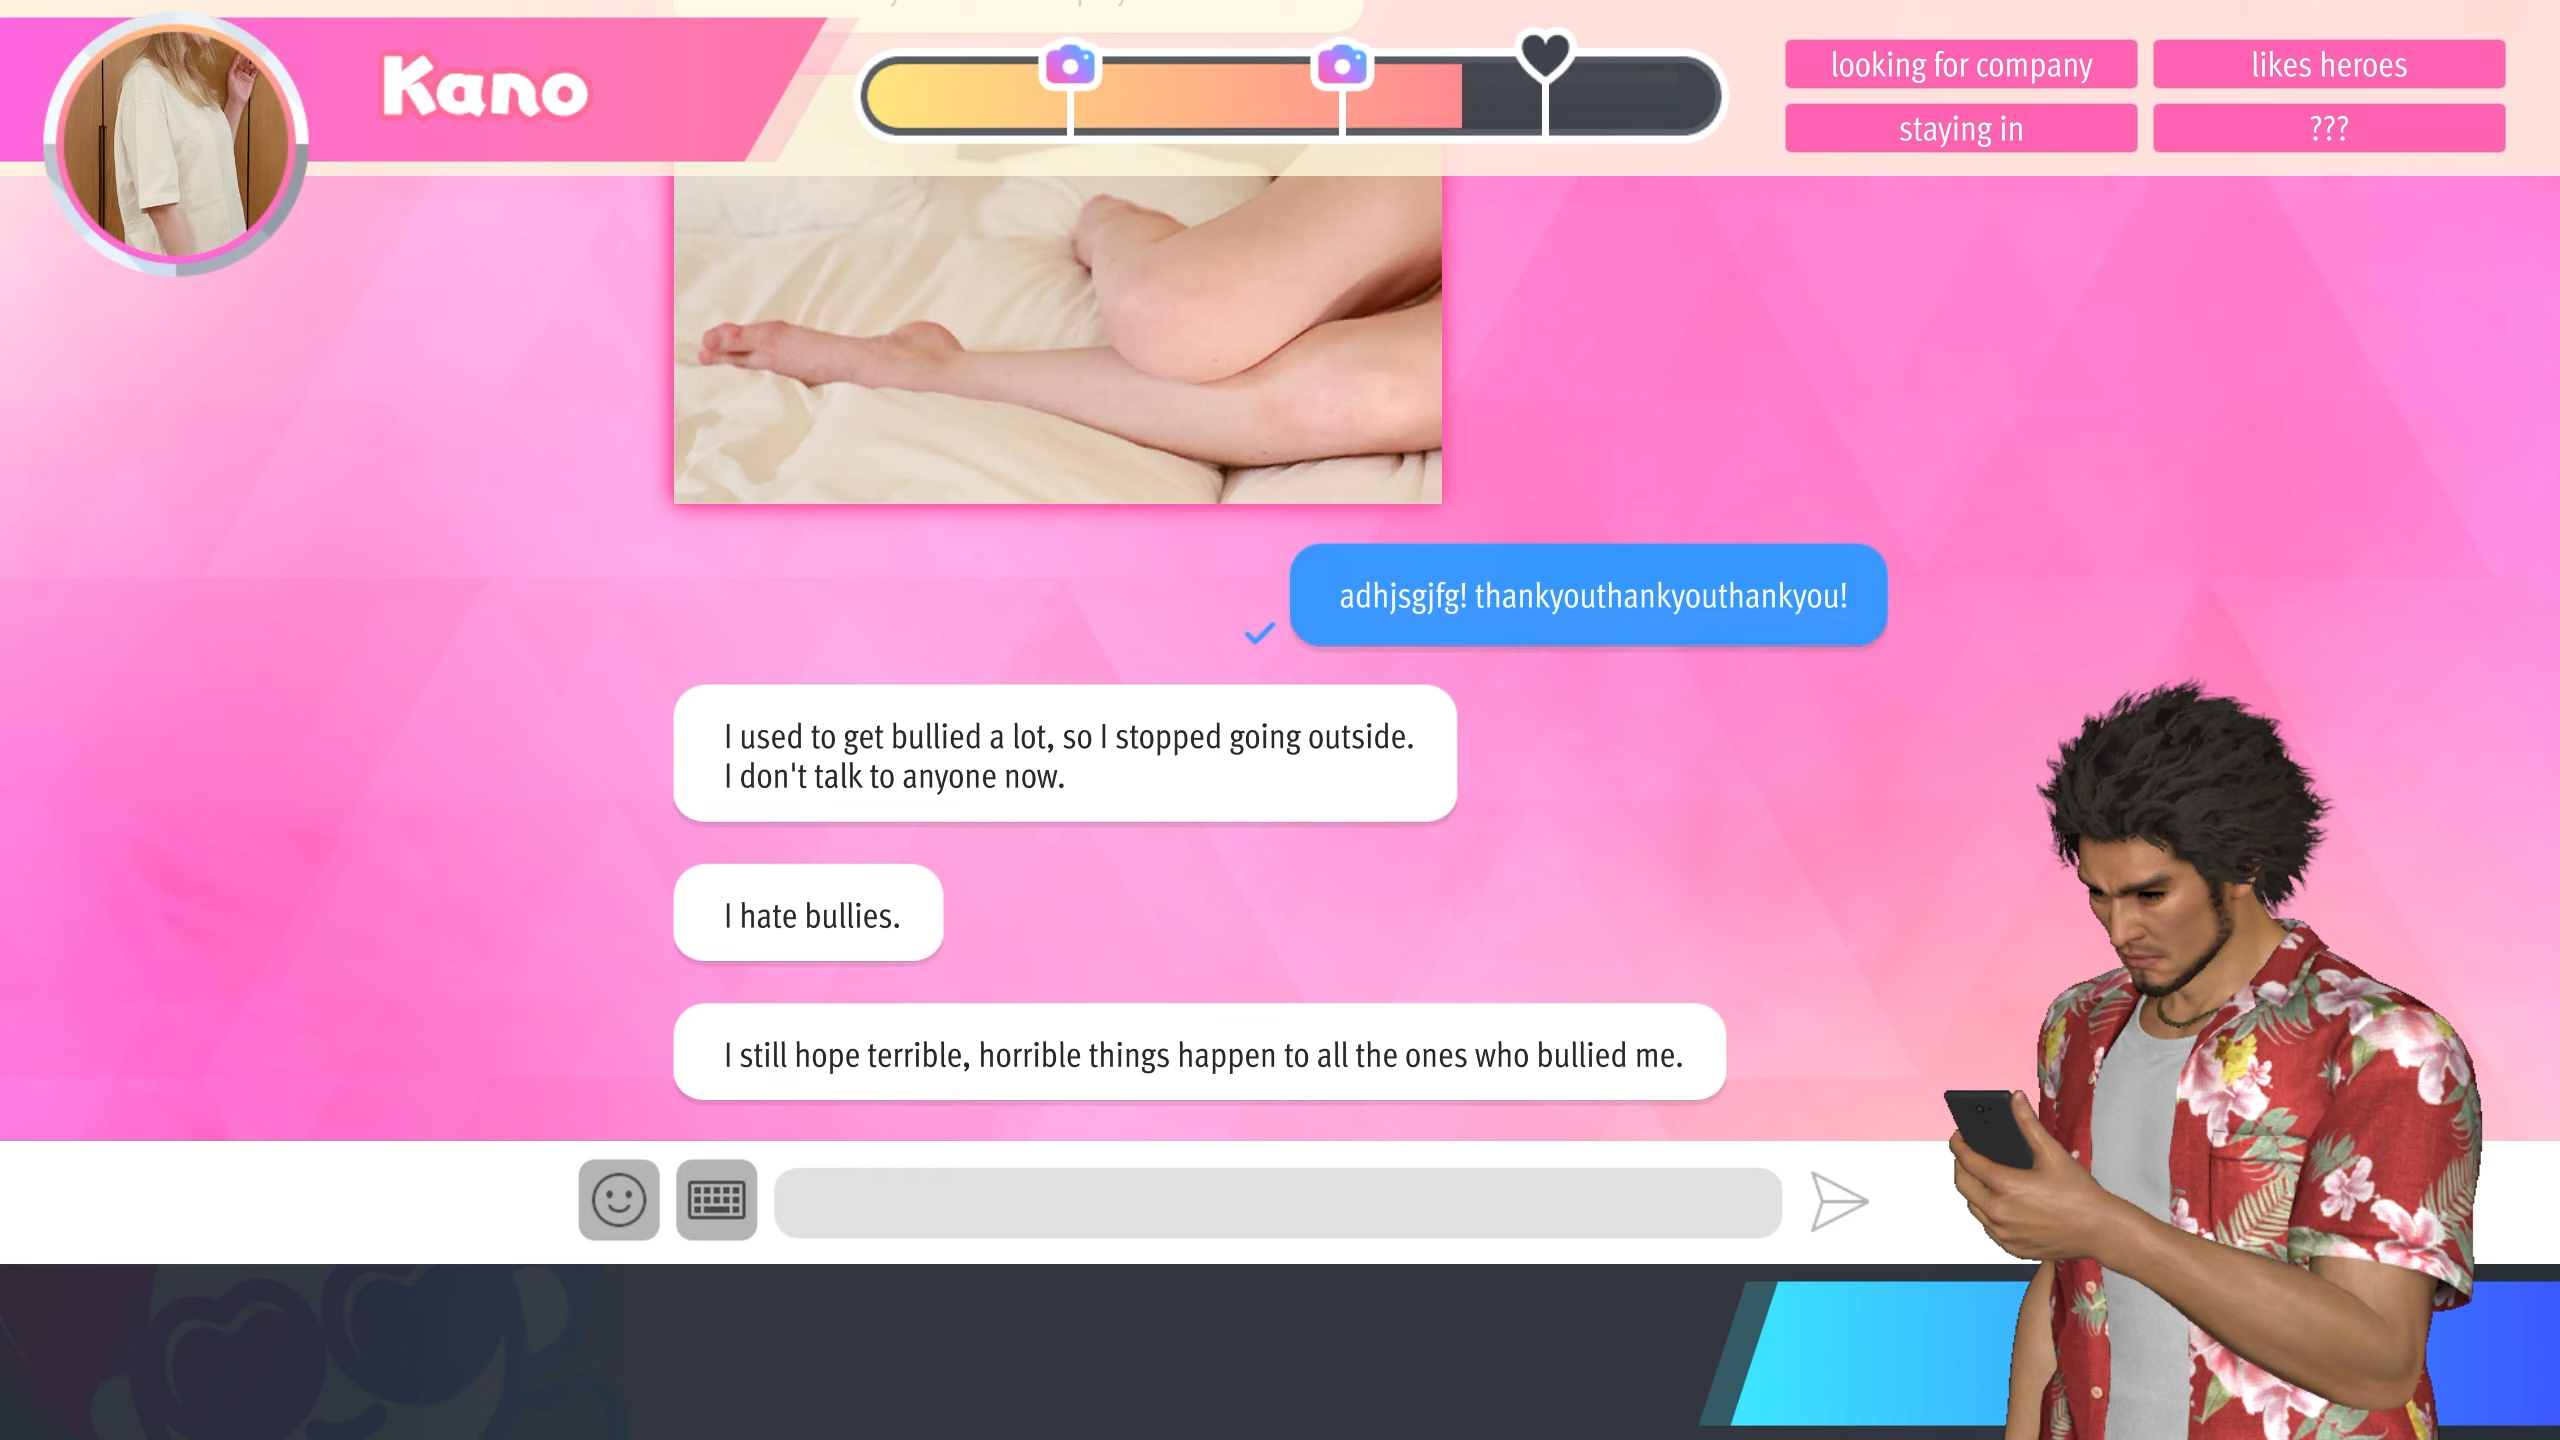 Kano
looking for company
likes heroes
staying in
???
adhjsgjfg! thankyouthankyouthankyou!
I used to get bullied a lot, so I stopped going outside.
I don't talk to anyone now.
I hate bullies.
I still hope terrible, horrible things happen to all the ones who bullied me.